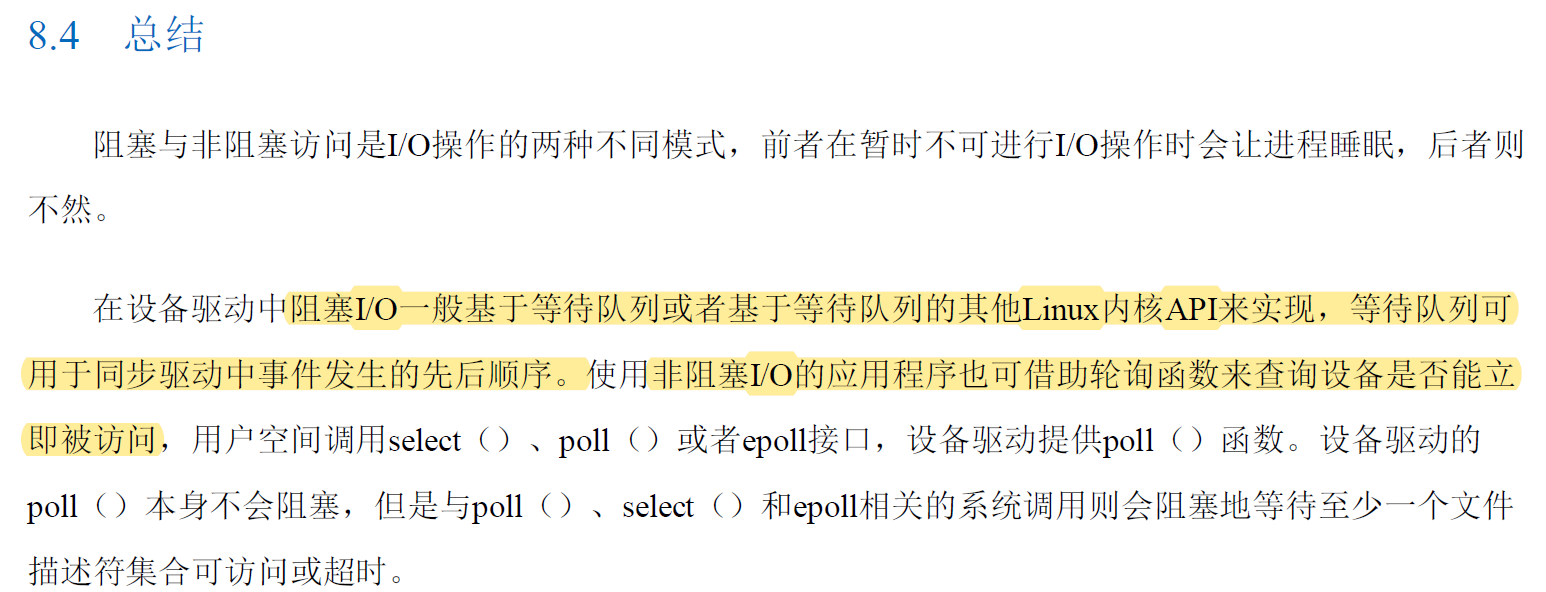 8.4 总结
阻塞与非阻塞访问是I/O操作的两种不同模式，前者在暂时不可进行I/O操作时会让进程睡眠，后者则
不然。
在设备驱动中阻塞I/O一般基于等待队列或者基于等待队列的其他Linux内核API来实现，等待队列可
用于同步驱动中事件发生的先后顺序。使用非阻塞I/O的应用程序也可借助轮询函数来查询设备是否能立
即被访问，用户空间调用select（）、poll（）或者epoll接口，设备驱动提供poll（）函数。设备驱动的
poll（）本身不会阻塞，但是与poll（）、select（）和epoll相关的系统调用则会阻塞地等待至少一个文件
描述符集合可访问或超时。